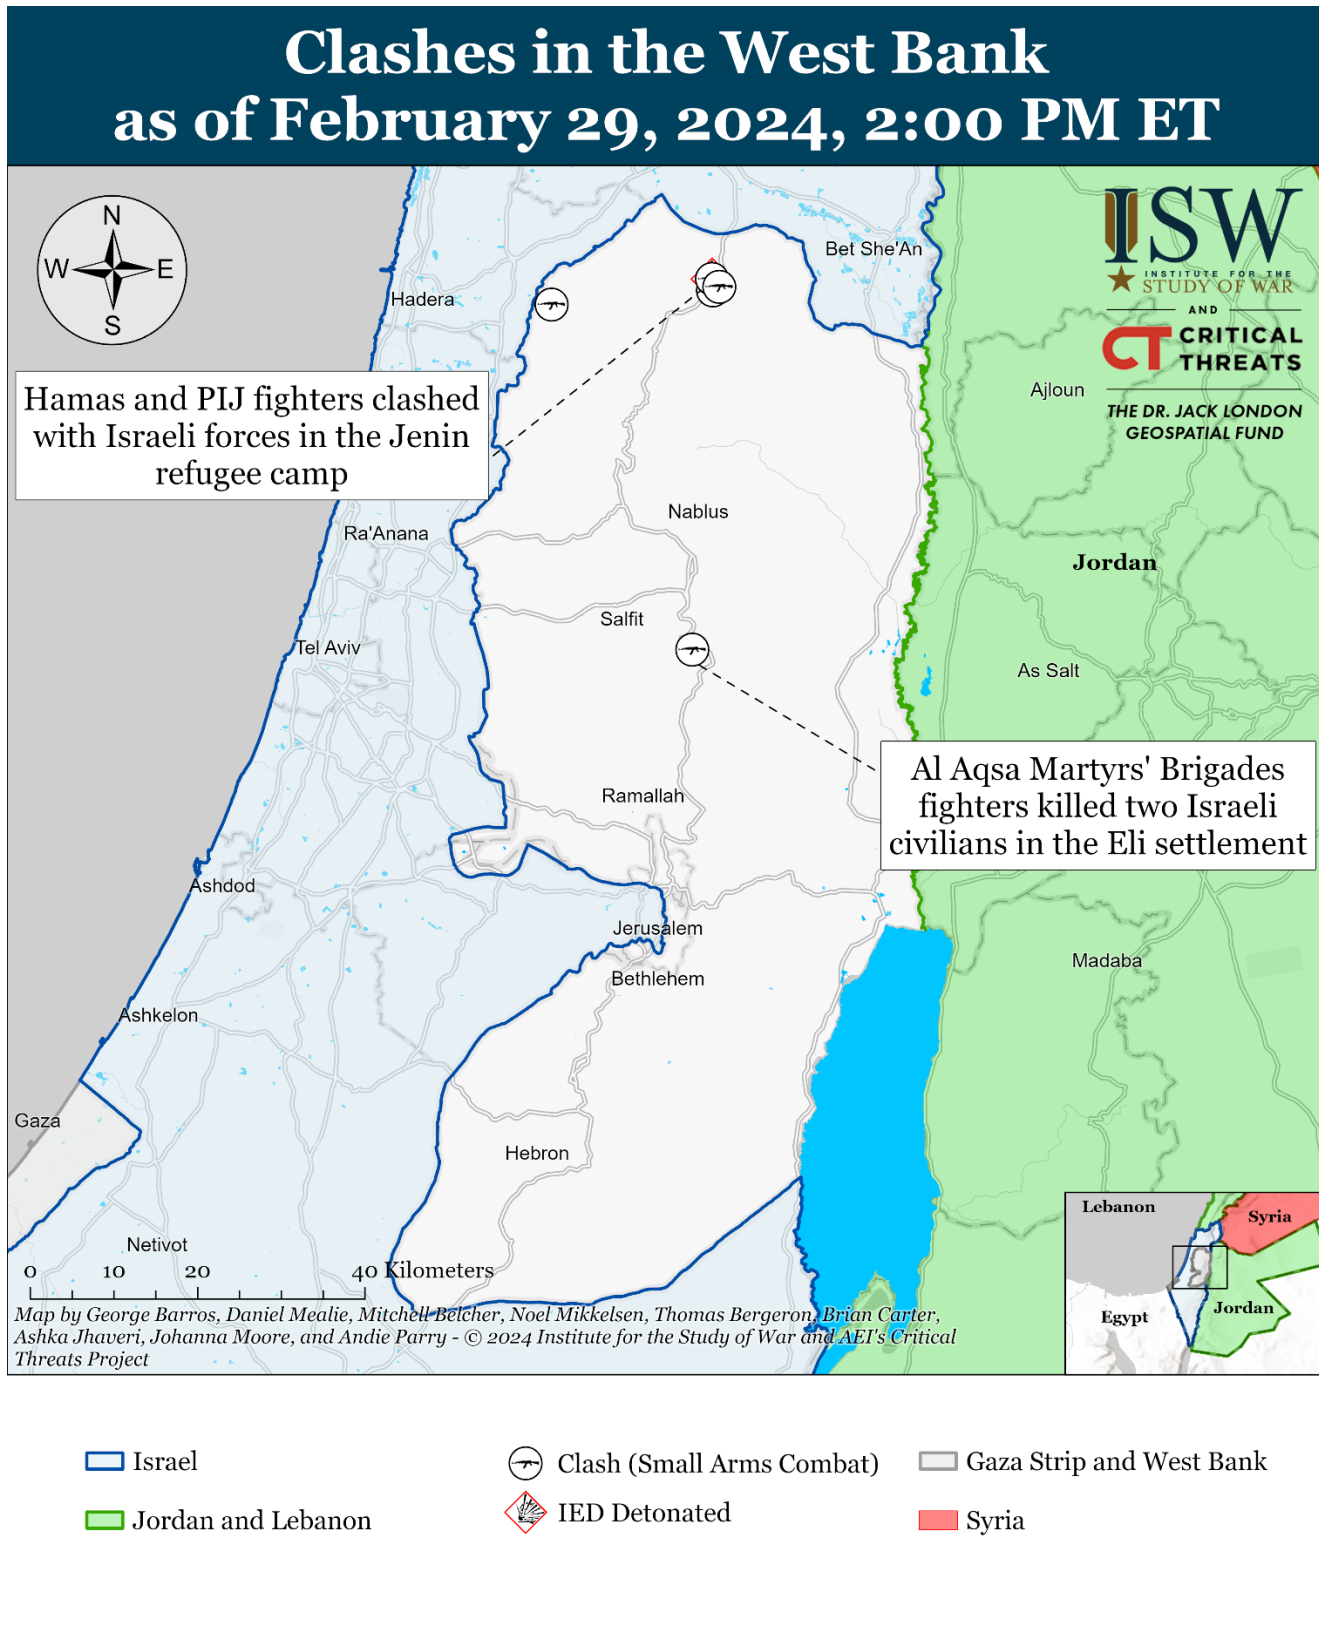 Clashes in the West Bank
as of February 29, 2024, 2:00 PM ET
N
W
E
S
ISW
INSTITUTE FOR THE
STUDY OF WAR
AND
CT CRITICAL
THREATS
THE DR. JACK LONDON
GEOSPATIAL FUND
Bet She'An
Hadera
Hamas and PIJ fighters clashed
with Israeli forces in the Jenin
refugee camp
Ajloun
Nablus
Ra'Anana
Jordan
Salfit
Tel Aviv
As Salt
Al Aqsa Martyrs' Brigades
fighters killed two Israeli
civilians in the Eli settlement
Ramallah
Ashdod
Jerusalem
Madaba
Bethlehem
Ashkelon
Gaza
Hebron
Netivot
0 10 20 40 Kilometers
Map by George Barros, Daniel Mealie, Mitchell Belcher, Noel Mikkelsen, Thomas Bergeron, Brian Carter,
Ashka Jhaveri, Johanna Moore, and Andie Parry - © 2024 Institute for the Study of War and AEI's Critical
Threats Project
Lebanon
Syria
Jordan
Egypt
Israel
Clash (Small Arms Combat)
Gaza Strip and West Bank
Jordan and Lebanon
IED Detonated
Syria